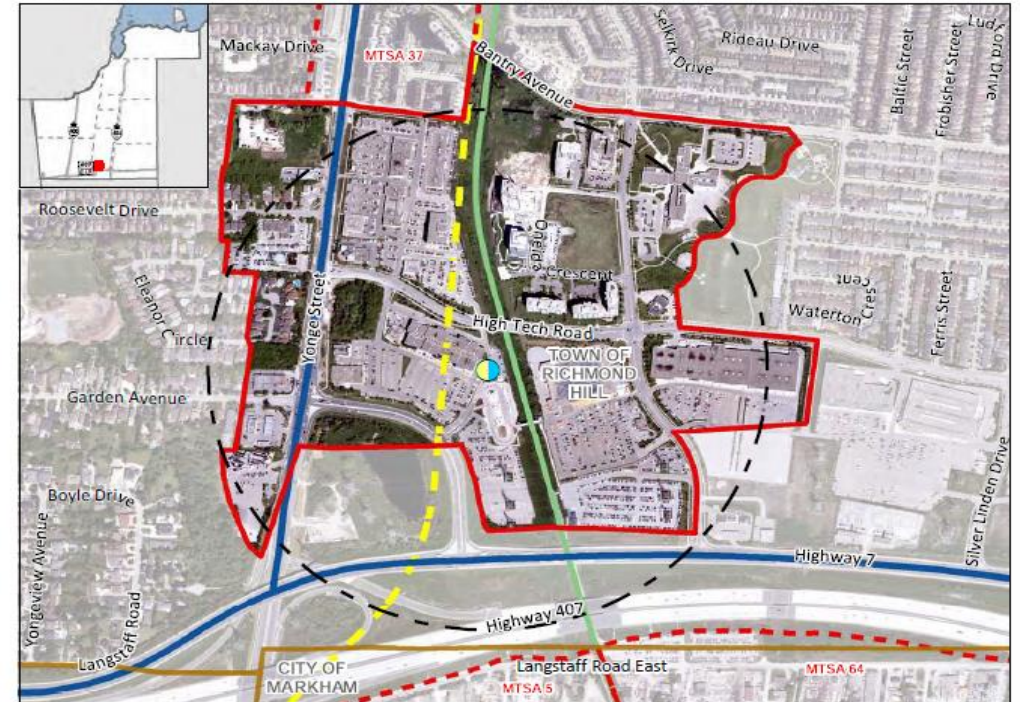 Mackay Drive
MTSA 37
Bantry Avenue
Selkirk Drive
Rideau Drive
Baltic Street
Frobisher Street
Ludford Drive
Roosevelt Drive
Eleanor Circle
Oneida
Crescent
Yonge Street
High Tech Road
TOWN OF
RICHMOND
HILL
Waterton
Cres
cent
Ferris Street
Garden Avenue
Boyle Drive
Yongeview Avenue
Silver Linden Drive
Highway 7
Highway 407
Langstaff Road
CITY OF
MARKHAM
Langstaff Road East
MTSA 5
MTSA 64